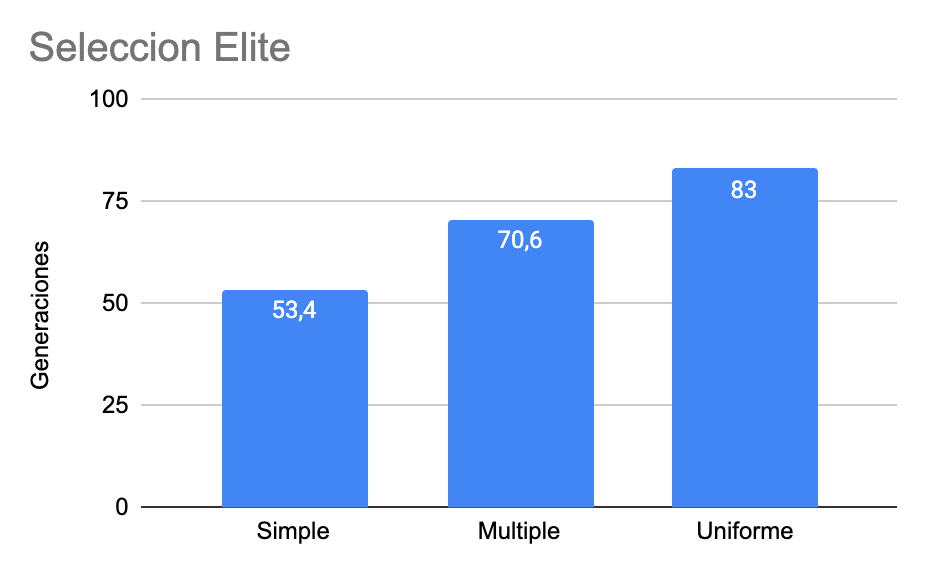 Seleccion Elite
100
75
50
25
0
Generaciones
53,4
70,6
83
Simple
Multiple
Uniforme